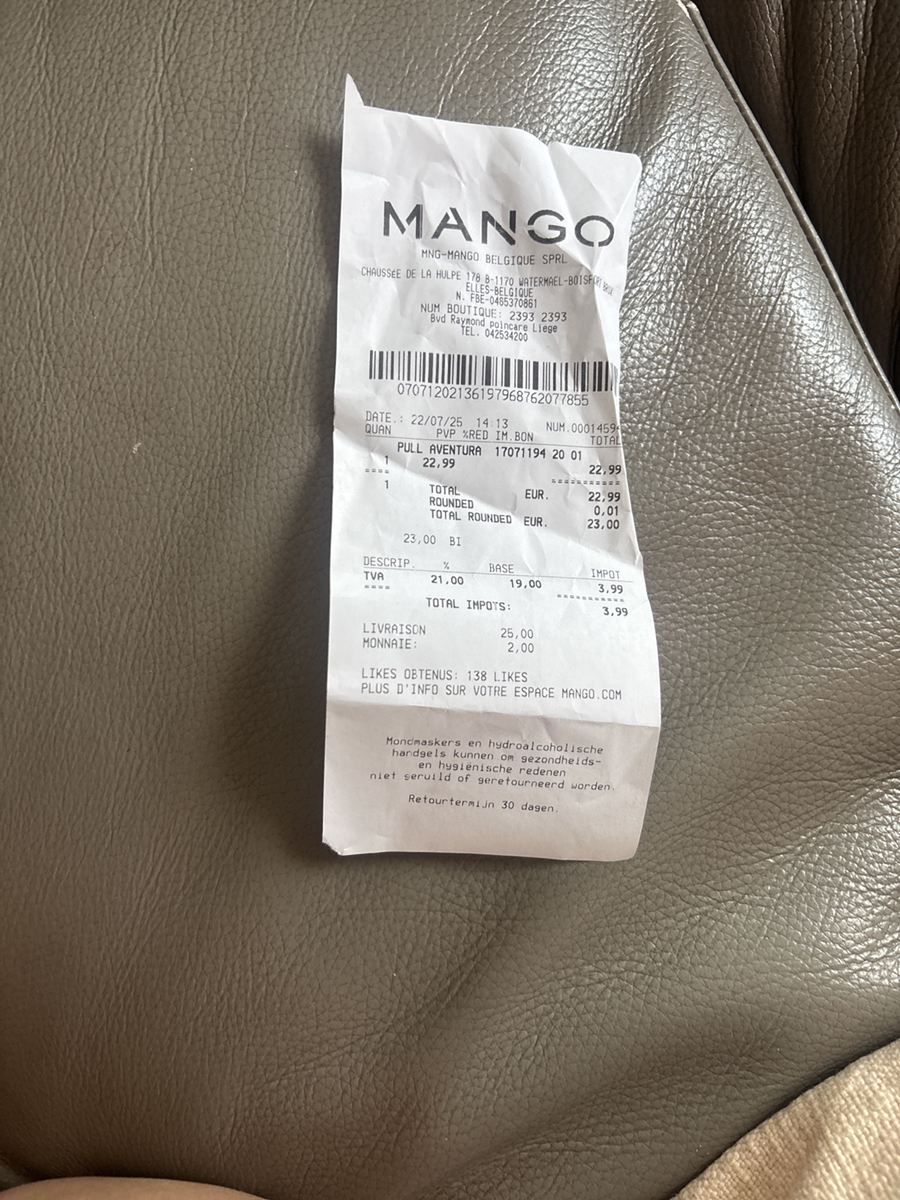 MANGO
MNG-MANGO BELGIQUE SPRL
CHAUSSEE DE LA HULPE 178 B-1170 WATERMAEL-BOISFORT BRUX
ELLES-BELGIQUE
N. FBE-0465370861
NUM BOUTIQUE: 2393 2393
Bvd Raymond poincare Liege
TEL. 042534200
07071202136197968762077855
DATE.: 22/07/25 14:13 NUM.00014594
QUAN PVP %RED IM.BON TOTAL
PULL AVENTURA 17071194 20 01
1 22,99 22,99
==== ===========
1 TOTAL EUR. 22,99
ROUNDED 0,01
TOTAL ROUNDED EUR. 23,00
23,00 BI
DESCRIP. % BASE IMPOT
TVA 21,00 19,00 3,99
==== ===========
TOTAL IMPOTS: 3,99
LIVRAISON 25,00
MONNAIE: 2,00
LIKES OBTENUS: 138 LIKES
PLUS D'INFO SUR VOTRE ESPACE MANGO.COM
Mondmaskers en hydroalcoholische
handgels kunnen om gezondheids-
en hygiënische redenen
niet geruild of geretourneerd worden.
Retourtermijn 30 dagen.